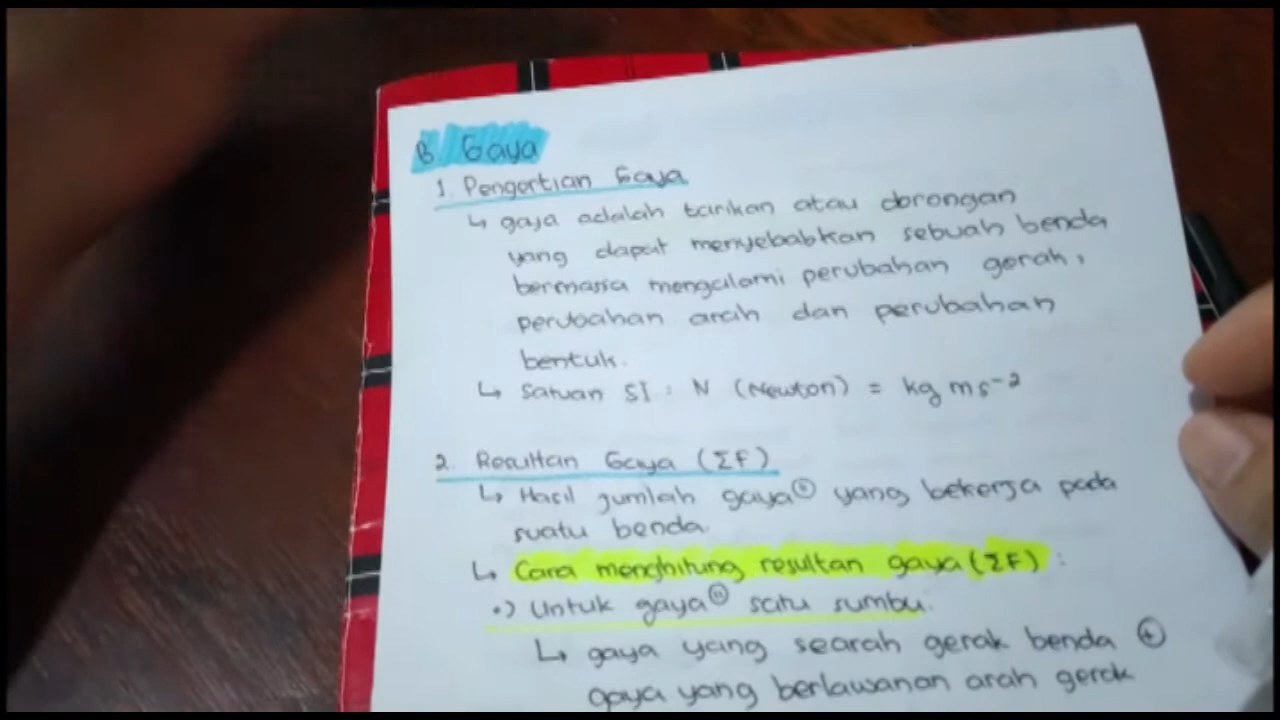 B Gaya
1. Pengertian Gaya
↳ gaya adalah tarikan atau dorongan
yang dapat menyebabkan sebuah benda
bermassa mengalami perubahan gerak,
perubahan arah dan perubahan
bentuk.
↳ Satuan SI : N (Newton) = kg ms⁻²
2. Resultan Gaya (ΣF)
↳ Hasil jumlah gaya yang bekerja pada
suatu benda.
↳ Cara menghitung resultan gaya (ΣF) :
•) Untuk gaya satu sumbu.
↳ gaya yang searah gerak benda ⊕
gaya yang berlawanan arah gerak